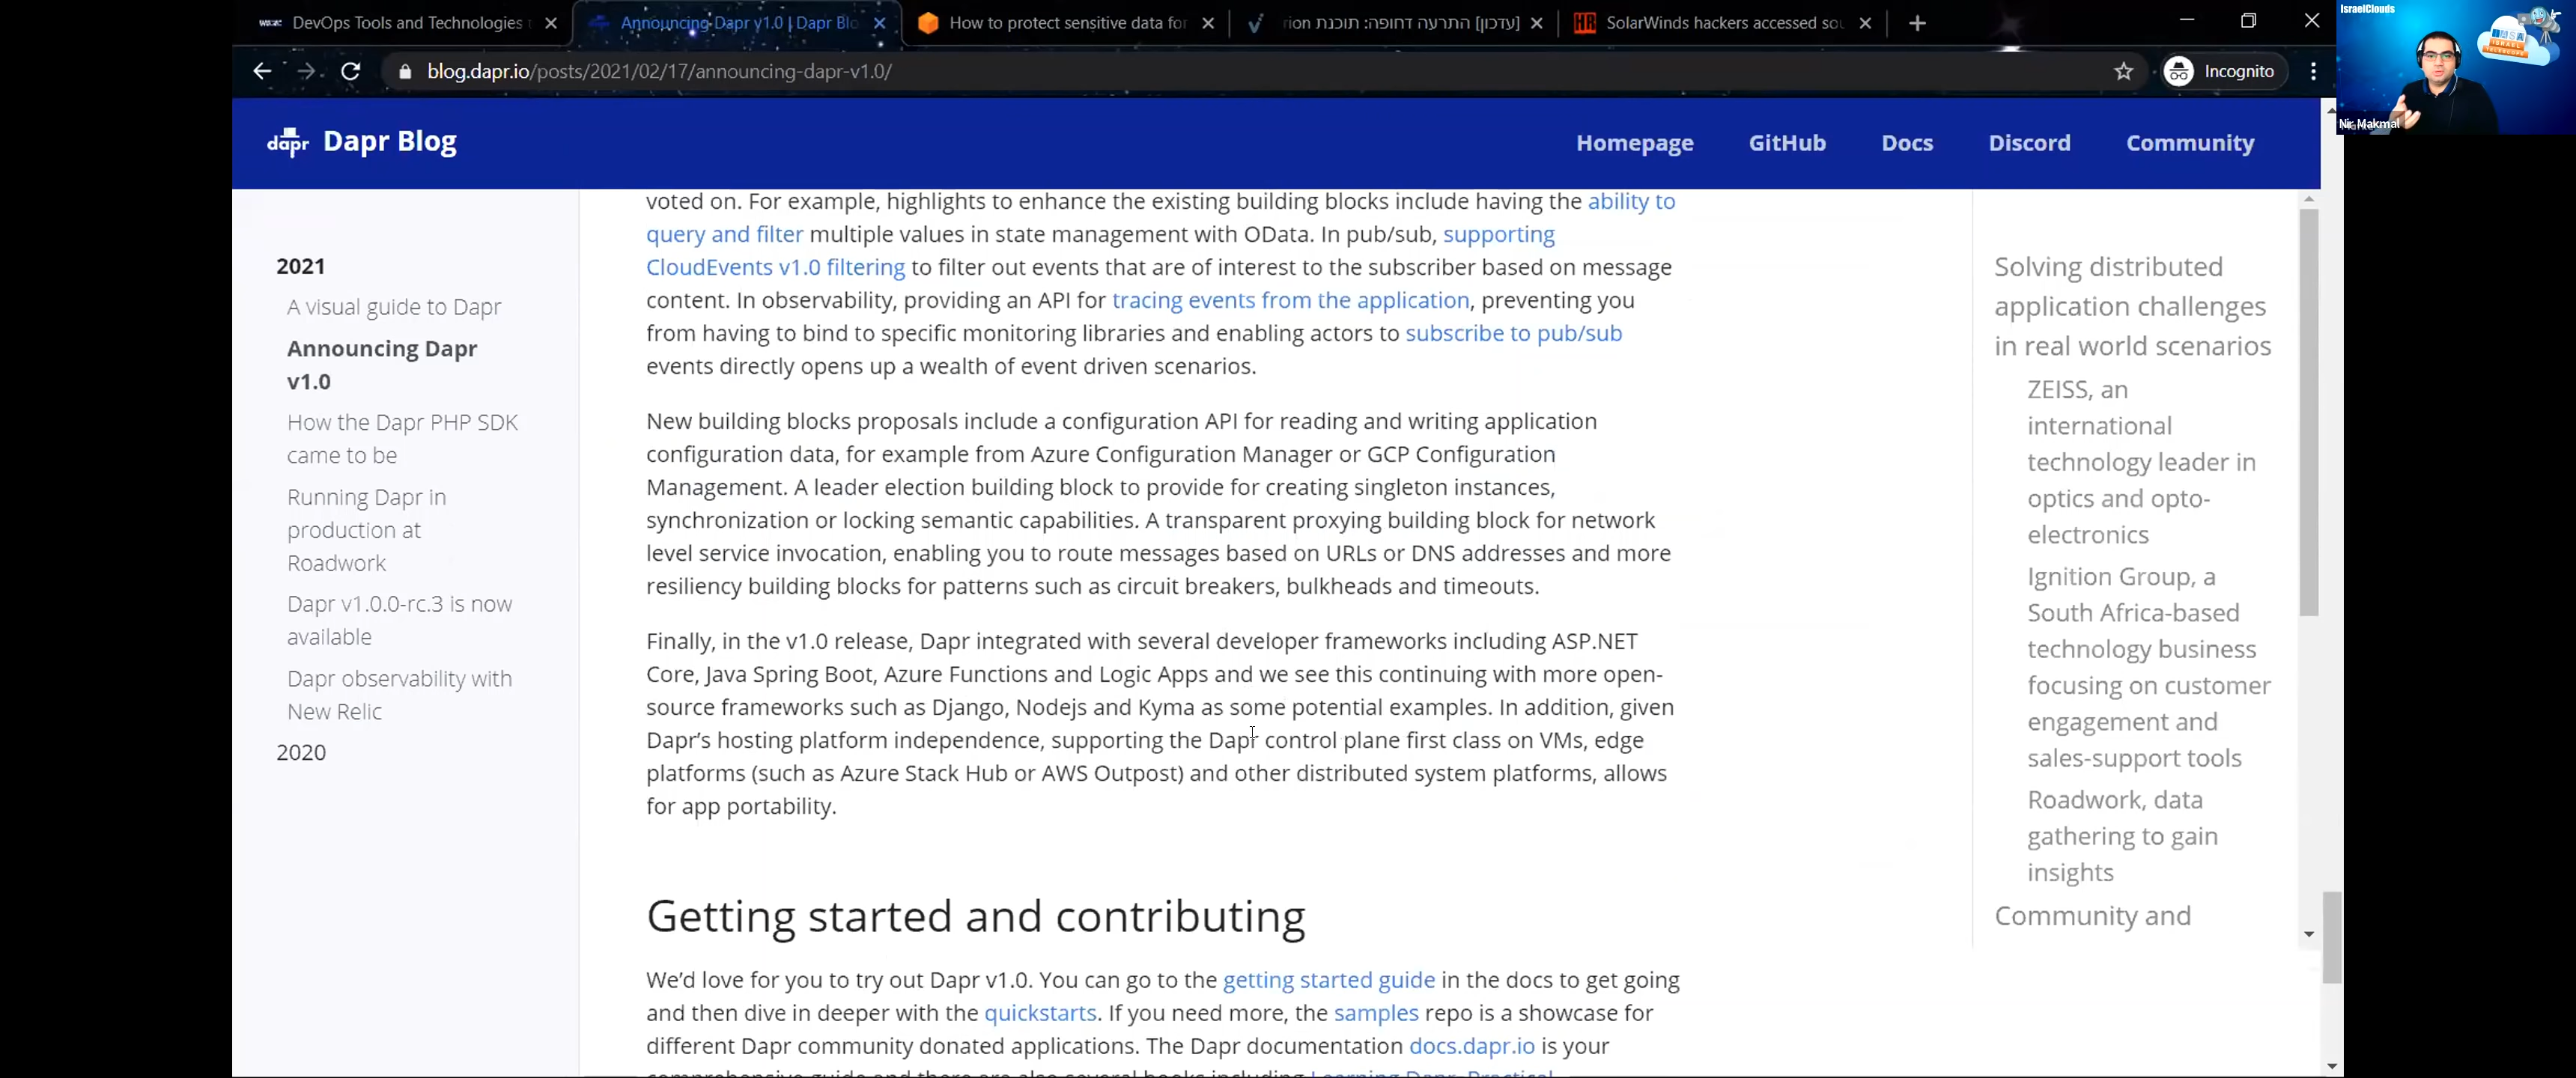 DevOps Tools and Technologies
Announcing Dapr v1.0 | Dapr Blo
How to protect sensitive data for
[עדכון] התרעה דחופה: תוכנת rion
SolarWinds hackers accessed sou
blog.dapr.io/posts/2021/02/17/announcing-dapr-v1.0/
Incognito
IsraelClouds
Nir Makmal
dapr Dapr Blog
Homepage GitHub Docs Discord Community
2021
A visual guide to Dapr
Announcing Dapr
v1.0
How the Dapr PHP SDK
came to be
Running Dapr in
production at
Roadwork
Dapr v1.0.0-rc.3 is now
available
Dapr observability with
New Relic
2020
voted on. For example, highlights to enhance the existing building blocks include having the ability to
query and filter multiple values in state management with OData. In pub/sub, supporting
CloudEvents v1.0 filtering to filter out events that are of interest to the subscriber based on message
content. In observability, providing an API for tracing events from the application, preventing you
from having to bind to specific monitoring libraries and enabling actors to subscribe to pub/sub
events directly opens up a wealth of event driven scenarios.
New building blocks proposals include a configuration API for reading and writing application
configuration data, for example from Azure Configuration Manager or GCP Configuration
Management. A leader election building block to provide for creating singleton instances,
synchronization or locking semantic capabilities. A transparent proxying building block for network
level service invocation, enabling you to route messages based on URLs or DNS addresses and more
resiliency building blocks for patterns such as circuit breakers, bulkheads and timeouts.
Finally, in the v1.0 release, Dapr integrated with several developer frameworks including ASP.NET
Core, Java Spring Boot, Azure Functions and Logic Apps and we see this continuing with more open-
source frameworks such as Django, Nodejs and Kyma as some potential examples. In addition, given
Dapr’s hosting platform independence, supporting the Dapr control plane first class on VMs, edge
platforms (such as Azure Stack Hub or AWS Outpost) and other distributed system platforms, allows
for app portability.
Getting started and contributing
We’d love for you to try out Dapr v1.0. You can go to the getting started guide in the docs to get going
and then dive in deeper with the quickstarts. If you need more, the samples repo is a showcase for
different Dapr community donated applications. The Dapr documentation docs.dapr.io is your
comprehensive guide and there are also several books including Learning Dapr, Practical
Solving distributed
application challenges
in real world scenarios
ZEISS, an
international
technology leader in
optics and opto-
electronics
Ignition Group, a
South Africa-based
technology business
focusing on customer
engagement and
sales-support tools
Roadwork, data
gathering to gain
insights
Community and